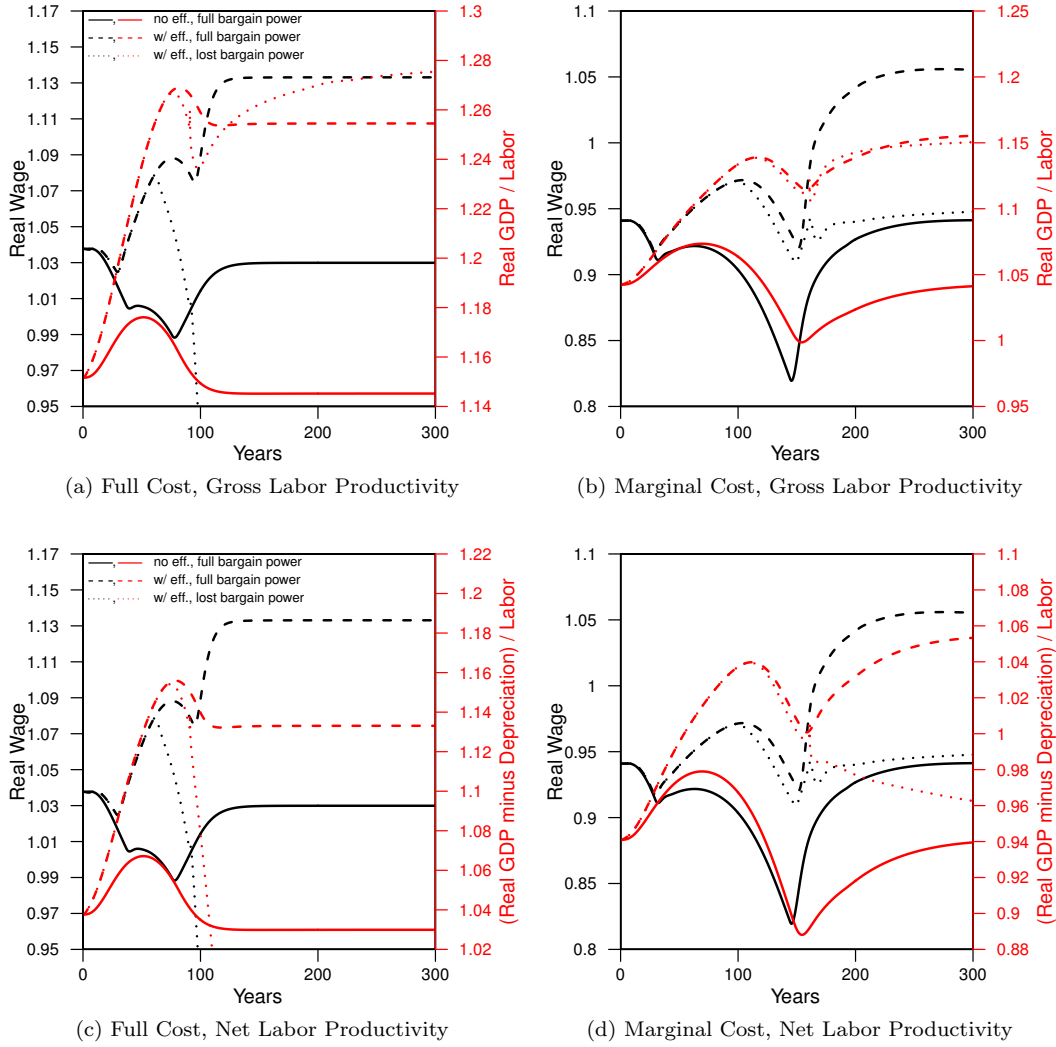 1.17
1.15
1.13
1.11
1.09
1.07
1.05
1.03
1.01
0.99
0.97
0.95
Real Wage
no eff., full bargain power
w/ eff., full bargain power
w/ eff., lost bargain power
1.3
1.28
1.26
1.24
1.22
1.2
1.18
1.16
1.14
Real GDP / Labor
0 100 200 300
Years
(a) Full Cost, Gross Labor Productivity
1.1
1.05
1
0.95
0.9
0.85
0.8
Real Wage
1.25
1.2
1.15
1.1
1.05
1
0.95
Real GDP / Labor
0 100 200 300
Years
(b) Marginal Cost, Gross Labor Productivity
1.17
1.15
1.13
1.11
1.09
1.07
1.05
1.03
1.01
0.99
0.97
0.95
Real Wage
no eff., full bargain power
w/ eff., full bargain power
w/ eff., lost bargain power
1.22
1.2
1.18
1.16
1.14
1.12
1.1
1.08
1.06
1.04
1.02
(Real GDP minus Depreciation) / Labor
0 100 200 300
Years
(c) Full Cost, Net Labor Productivity
1.1
1.05
1
0.95
0.9
0.85
0.8
Real Wage
1.1
1.08
1.06
1.04
1.02
1
0.98
0.96
0.94
0.92
0.9
0.88
(Real GDP minus Depreciation) / Labor
0 100 200 300
Years
(d) Marginal Cost, Net Labor Productivity